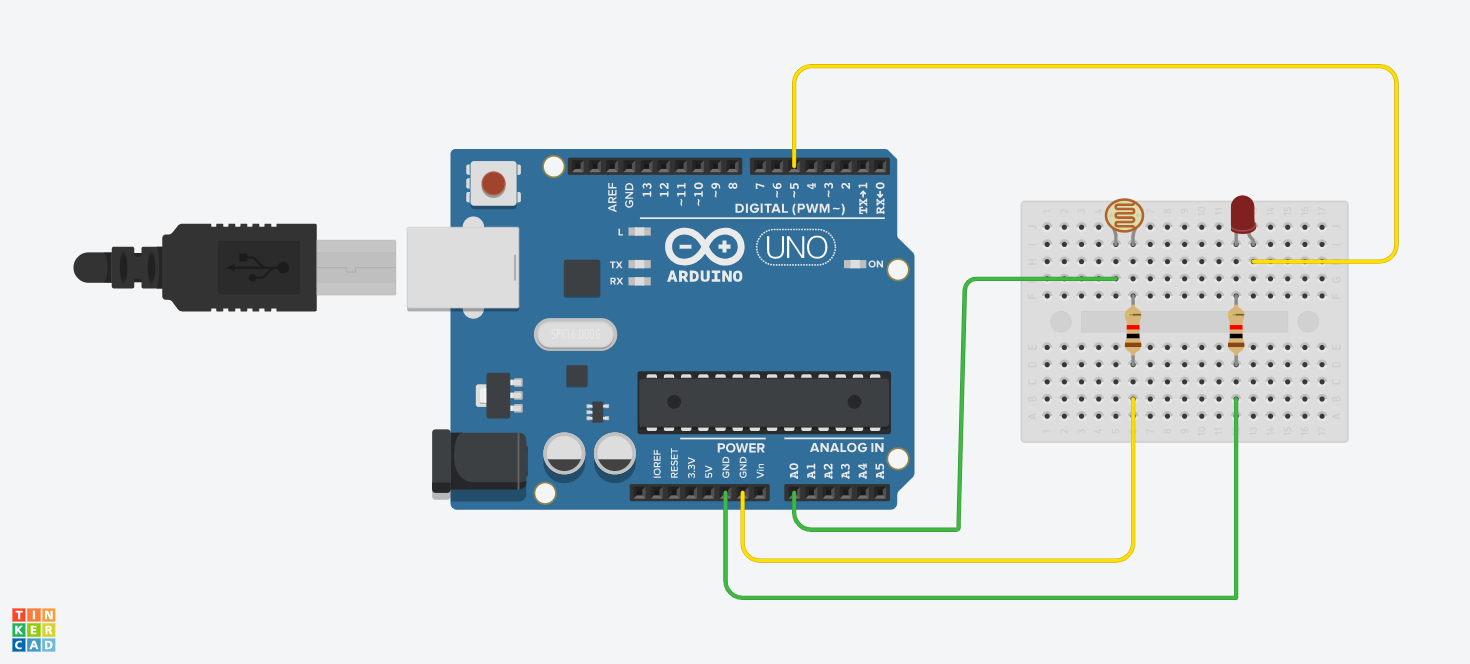 AREF
GND
13
12
~11
~10
~9
8
7
~6
~5
4
~3
2
TX→1
RX←0
DIGITAL (PWM~)
L
TX
RX
UNO
ARDUINO
ON
POWER
ANALOG IN
IOREF
RESET
3.3V
5V
GND
GND
Vin
A0
A1
A2
A3
A4
A5
TIN
KER
CAD